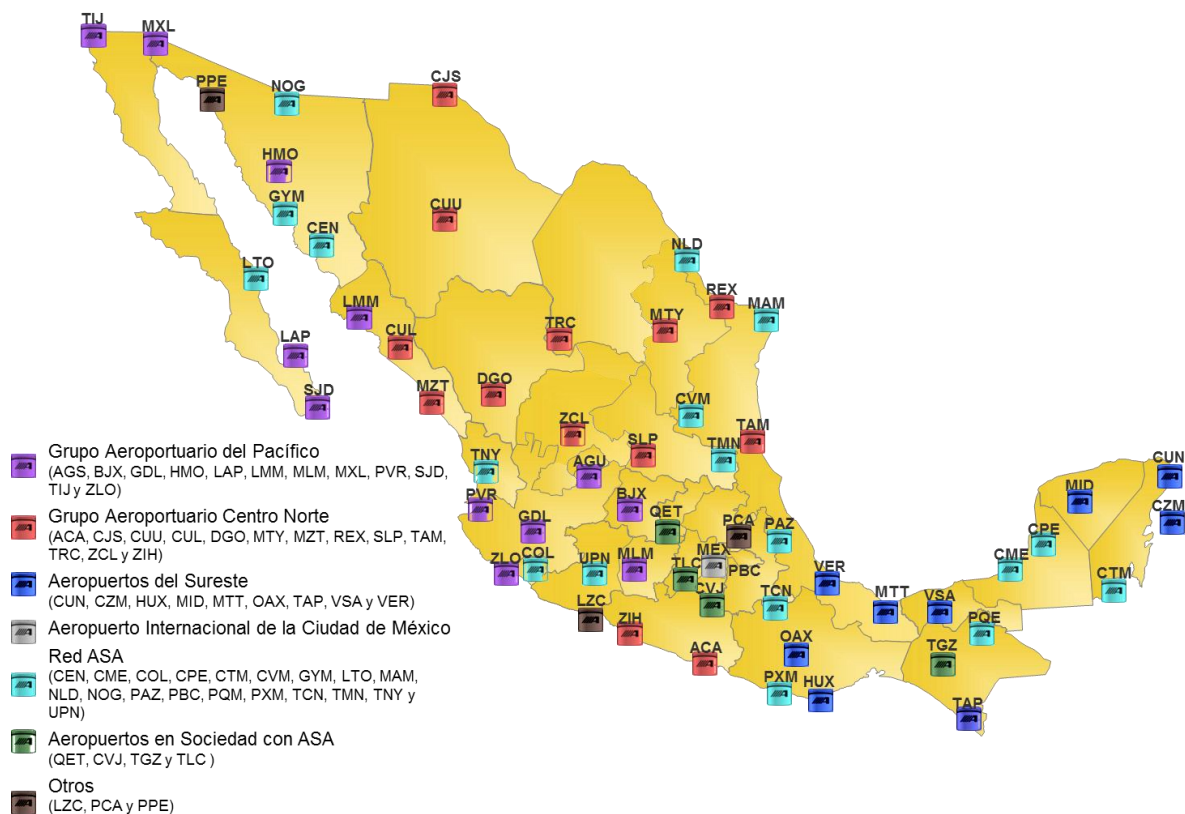 TIJ
MXL
PPE
NOG
CJS
HMO
GYM
CUU
CEN
NLD
LTO
REX
LMM
MAM
MTY
TRC
CUL
LAP
DGO
MZT
SJD
CVM
ZCL
TAM
SLP
TMN
TNY
AGU
CUN
MID
PVR
BJX
CZM
GDL
QET
PCA
PAZ
CPE
ZLO
COL
UPN
MLM
MEX
TLC
PBC
CME
VER
CTM
CVJ
TCN
MTT
VSA
LZC
ZIH
PQE
OAX
TGZ
ACA
PXM
HUX
TAP
Grupo Aeroportuario del Pacífico
(AGS, BJX, GDL, HMO, LAP, LMM, MLM, MXL, PVR, SJD,
TIJ y ZLO)
Grupo Aeroportuario Centro Norte
(ACA, CJS, CUU, CUL, DGO, MTY, MZT, REX, SLP, TAM,
TRC, ZCL y ZIH)
Aeropuertos del Sureste
(CUN, CZM, HUX, MID, MTT, OAX, TAP, VSA y VER)
Aeropuerto Internacional de la Ciudad de México
Red ASA
(CEN, CME, COL, CPE, CTM, CVM, GYM, LTO, MAM,
NLD, NOG, PAZ, PBC, PQM, PXM, TCN, TMN, TNY y
UPN)
Aeropuertos en Sociedad con ASA
(QET, CVJ, TGZ y TLC )
Otros
(LZC, PCA y PPE)